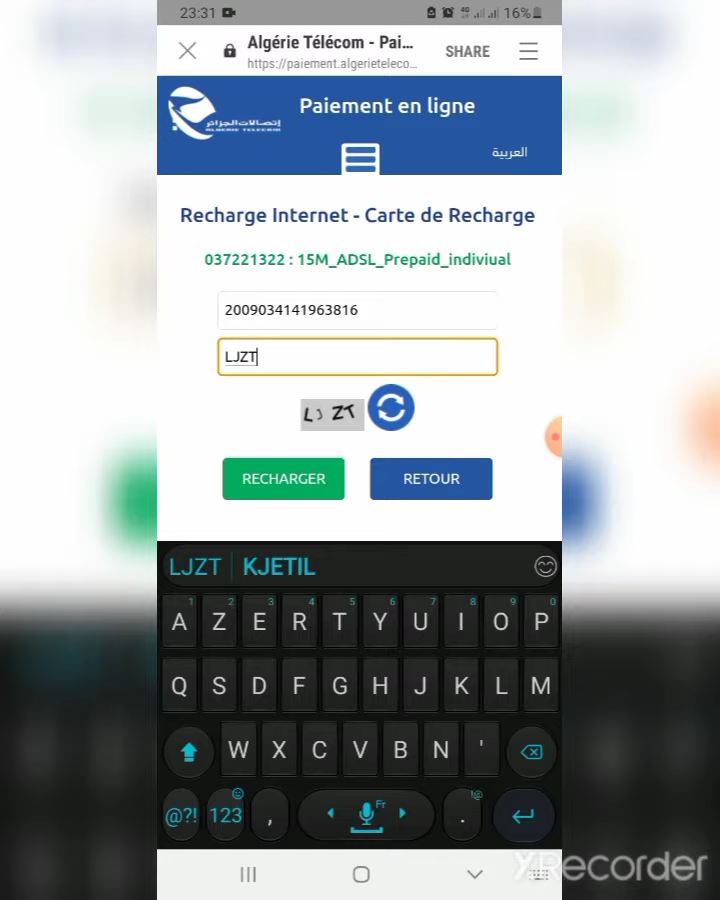 23:31 16%
Algérie Télécom - Pai... SHARE
https://paiement.algerieteleco...
Paiement en ligne
إتصالات الجزائر
ALGERIE TELECOM
العربية
Recharge Internet - Carte de Recharge
037221322 : 15M_ADSL_Prepaid_indiviual
2009034141963816
LJZT
LJ ZT
RECHARGER RETOUR
LJZT KJETIL
1 2 3 4 5 6 7 8 9 0
A Z E R T Y U I O P
Q S D F G H J K L M
W X C V B N '
@?! 123 , Fr . !@
XRecorder